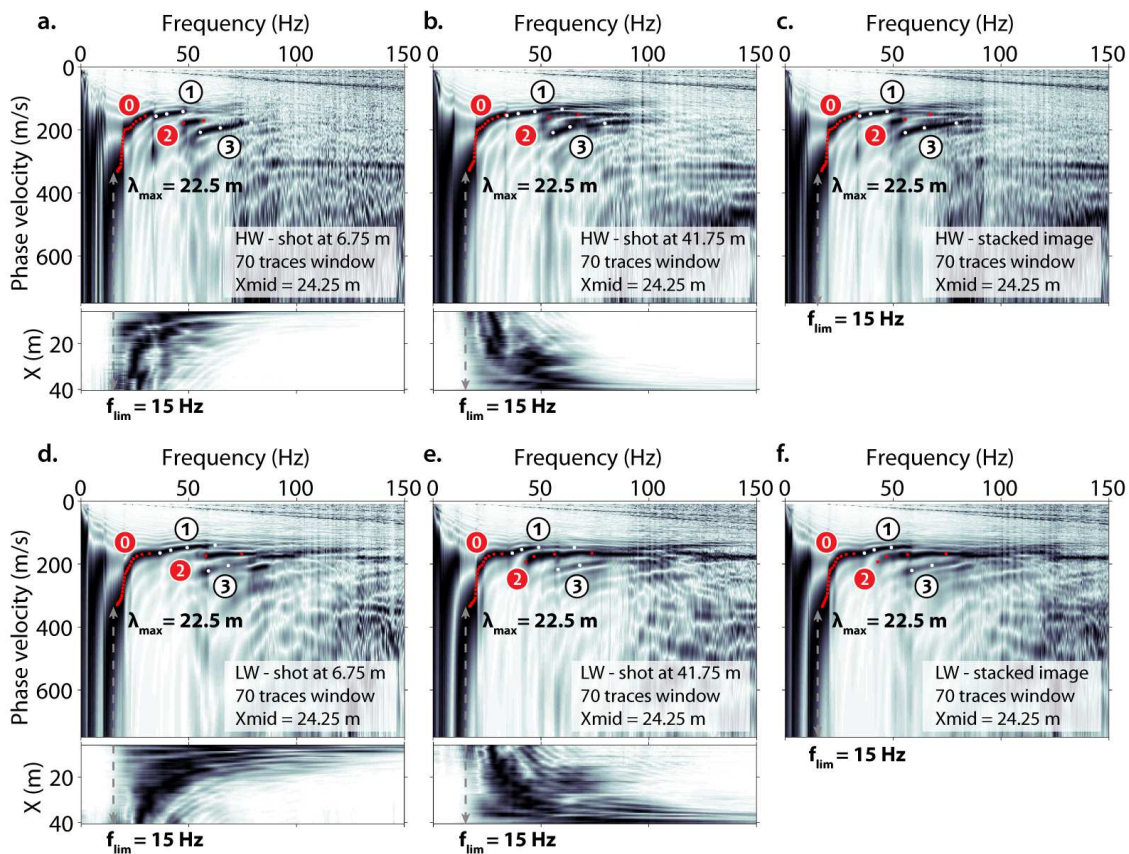 a.
b.
c.
Frequency (Hz)
Frequency (Hz)
Frequency (Hz)
0 50 100 150
0 50 100 150
0 50 100 150
Phase velocity (m/s)
0
200
400
600
0
1
2
3
λmax = 22.5 m
HW - shot at 6.75 m
70 traces window
Xmid = 24.25 m
0
1
2
3
λmax = 22.5 m
HW - shot at 41.75 m
70 traces window
Xmid = 24.25 m
0
1
2
3
λmax = 22.5 m
HW - stacked image
70 traces window
Xmid = 24.25 m
flim = 15 Hz
X (m)
20
40
flim = 15 Hz
flim = 15 Hz
d.
e.
f.
Frequency (Hz)
Frequency (Hz)
Frequency (Hz)
0 50 100 150
0 50 100 150
0 50 100 150
Phase velocity (m/s)
0
200
400
600
0
1
2
3
λmax = 22.5 m
LW - shot at 6.75 m
70 traces window
Xmid = 24.25 m
0
1
2
3
λmax = 22.5 m
LW - shot at 41.75 m
70 traces window
Xmid = 24.25 m
0
1
2
3
λmax = 22.5 m
LW - stacked image
70 traces window
Xmid = 24.25 m
flim = 15 Hz
X (m)
20
40
flim = 15 Hz
flim = 15 Hz